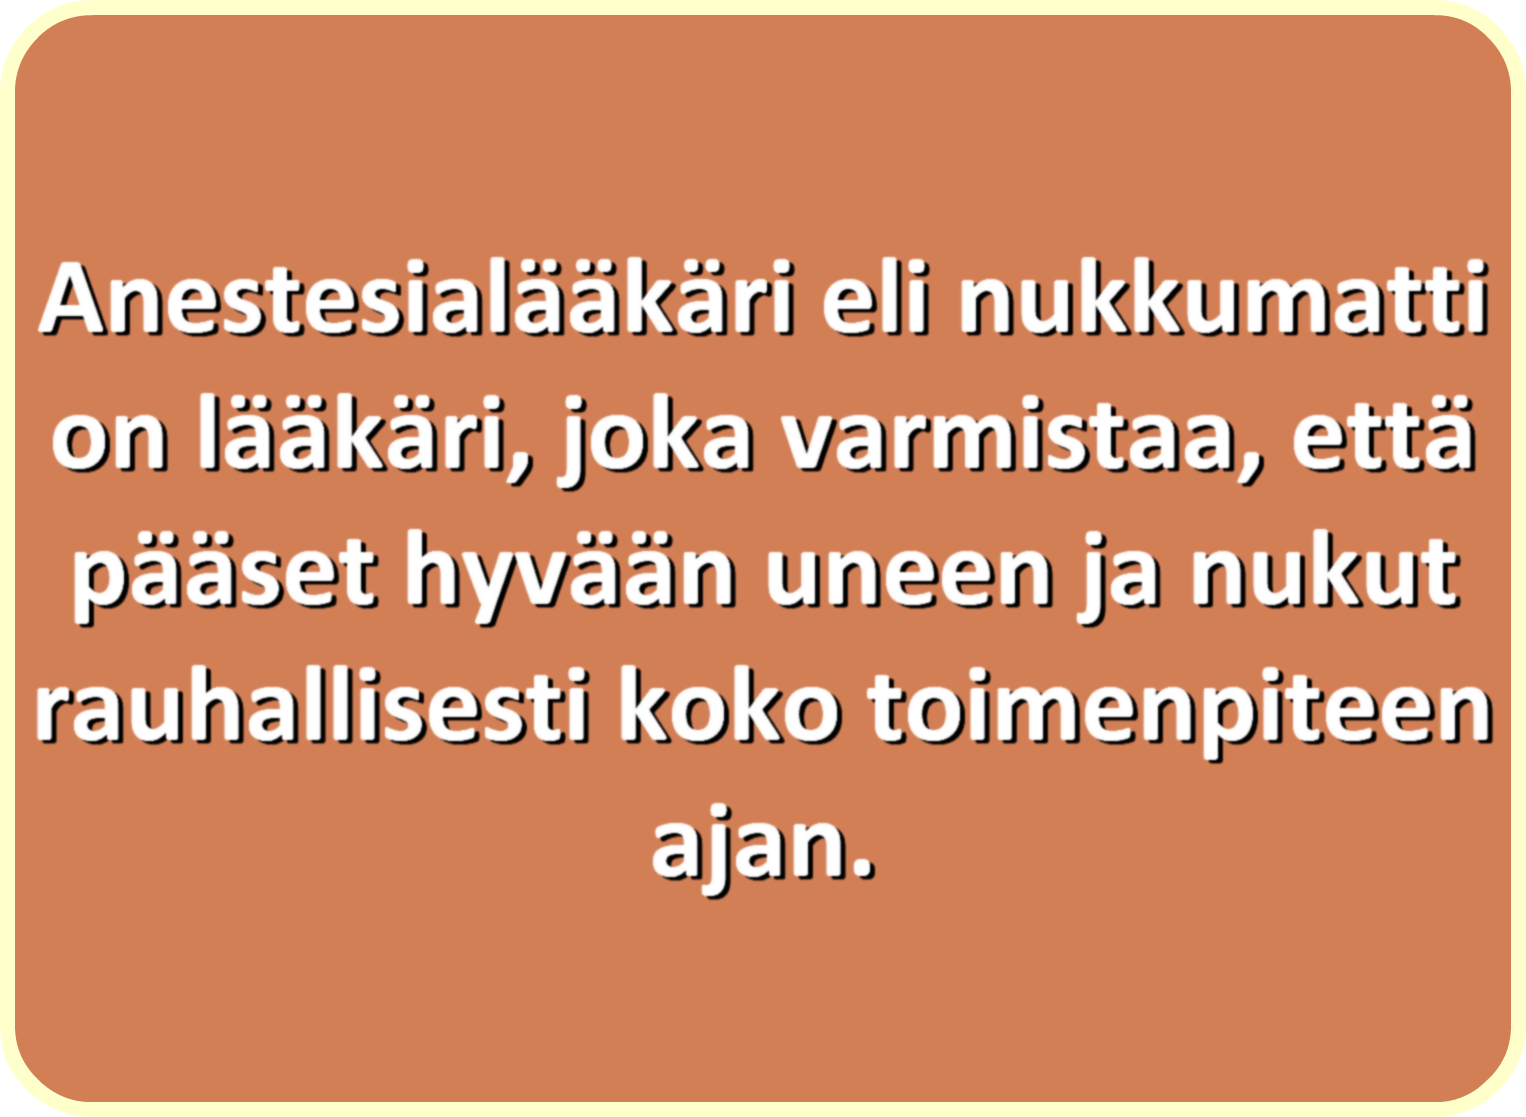 Anestesialääkäri eli nukkumatti
on lääkäri, joka varmistaa, että
pääset hyvään uneen ja nukut
rauhallisesti koko toimenpiteen
ajan.